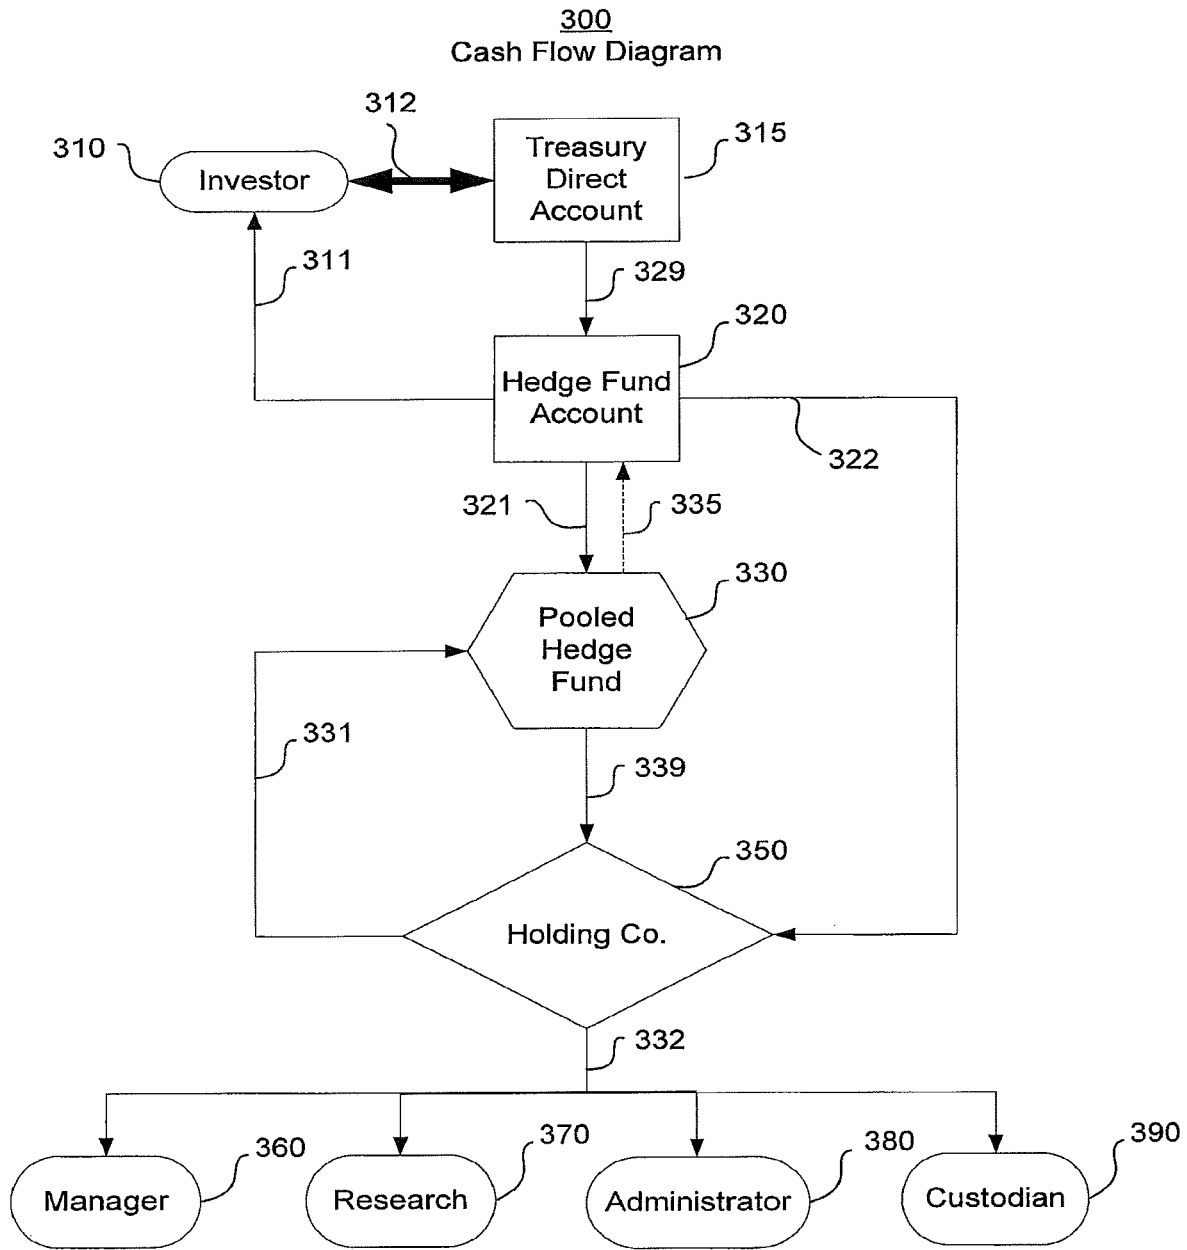 300
Cash Flow Diagram
312
310
Investor
Treasury
Direct
Account
315
311
329
320
Hedge Fund
Account
322
321
335
330
Pooled
Hedge
Fund
331
339
350
Holding Co.
332
Manager
360
Research
370
Administrator
380
Custodian
390